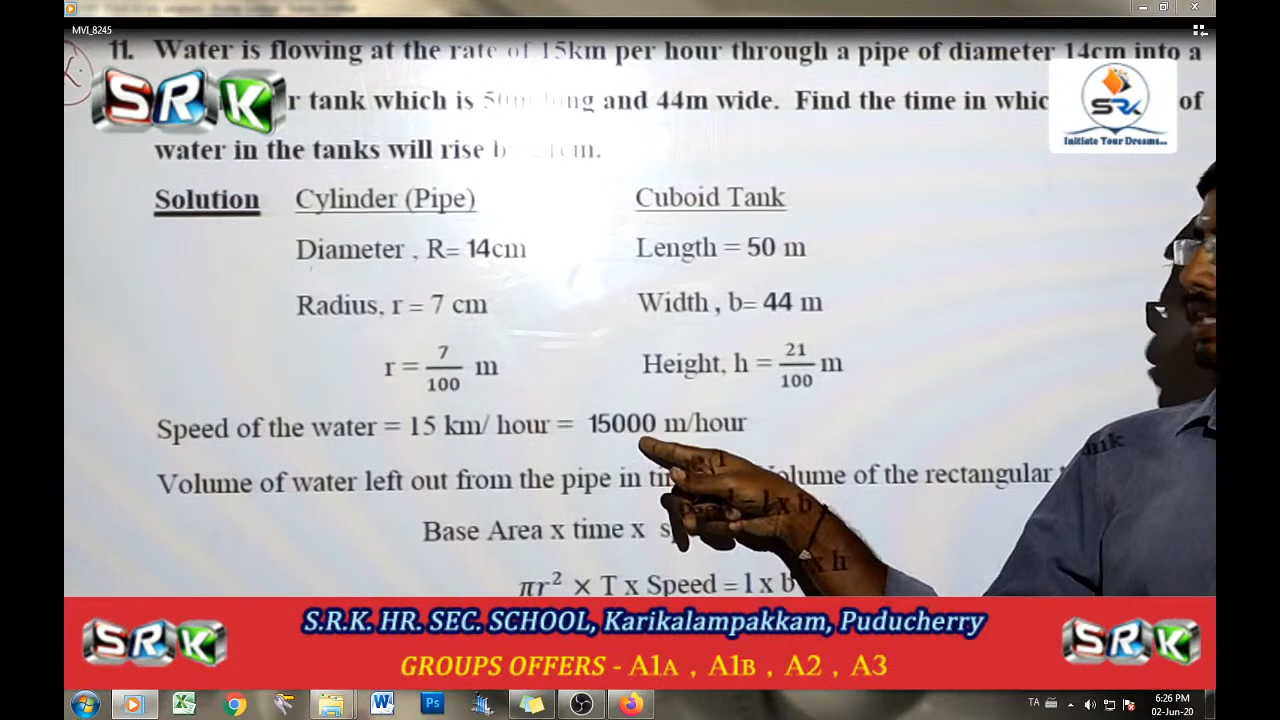 MVI_8245
11. Water is flowing at the rate of 15km per hour through a pipe of diameter 14cm into a
SRK r tank which is 50m long and 44m wide. Find the time in whic of
SRK
Initiate Your Dreams...
water in the tanks will rise b 21cm.
Solution Cylinder (Pipe) Cuboid Tank
Diameter , R= 14cm Length = 50 m
Radius, r = 7 cm Width , b= 44 m
r = 7/100 m Height, h = 21/100 m
Speed of the water = 15 km/ hour = 15000 m/hour
Volume of water left out from the pipe in ti olume of the rectangular
Base Area x time x l x b x h
πr² × T x Speed = l x b
S.R.K. HR. SEC. SCHOOL, Karikalampakkam, Puducherry
SRK SRK
GROUPS OFFERS - A1A , A1B , A2 , A3
TA 6:26 PM
02-Jun-20